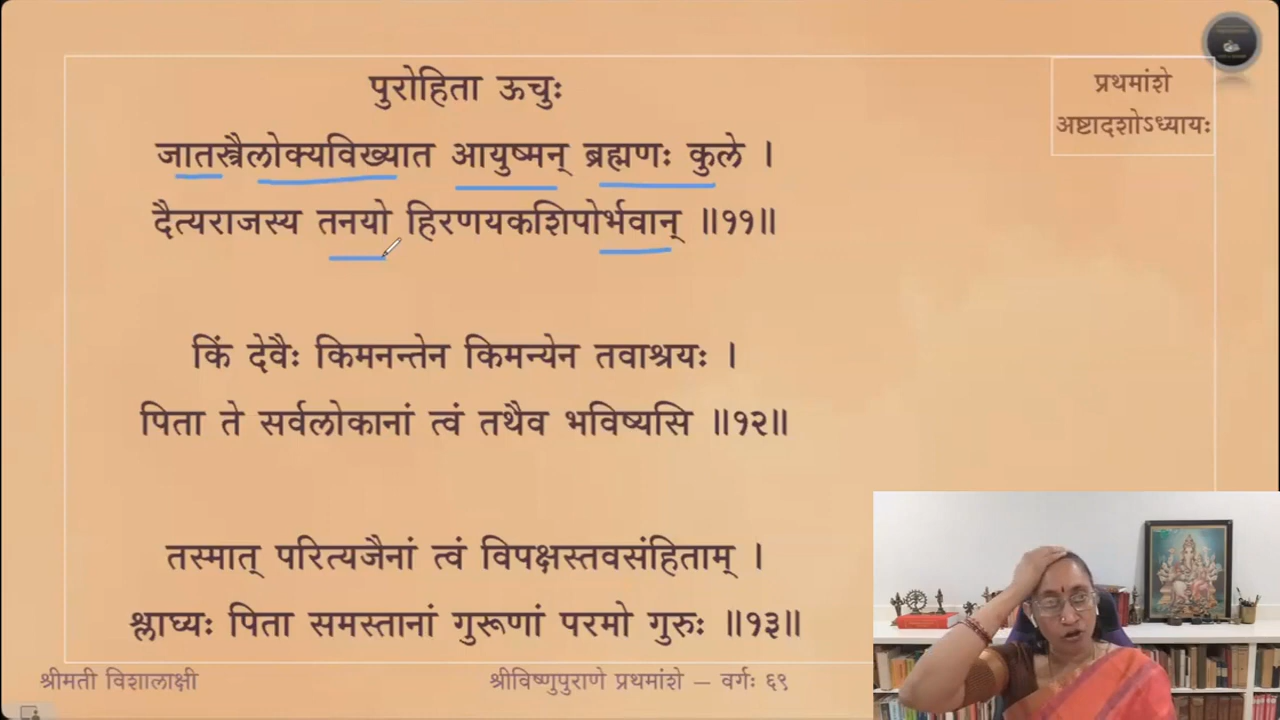 पुरोहिता ऊचुः
प्रथमांशे
अष्टादशोऽध्यायः
जातस्त्रैलोक्यविख्यात आयुष्मन् ब्रह्मणः कुले ।
दैत्यराजस्य तनयो हिरणयकशिपोर्भवान् ॥११॥
किं देवैः किमनन्तेन किमन्येन तवाश्रयः ।
पिता ते सर्वलोकानां त्वं तथैव भविष्यसि ॥१२॥
तस्मात् परित्यजैनां त्वं विपक्षस्तवसंहिताम् ।
श्लाघ्यः पिता समस्तानां गुरूणां परमो गुरुः ॥१३॥
श्रीमती विशालाक्षी
श्रीविष्णुपुराणे प्रथमांशे – वर्गः ६९